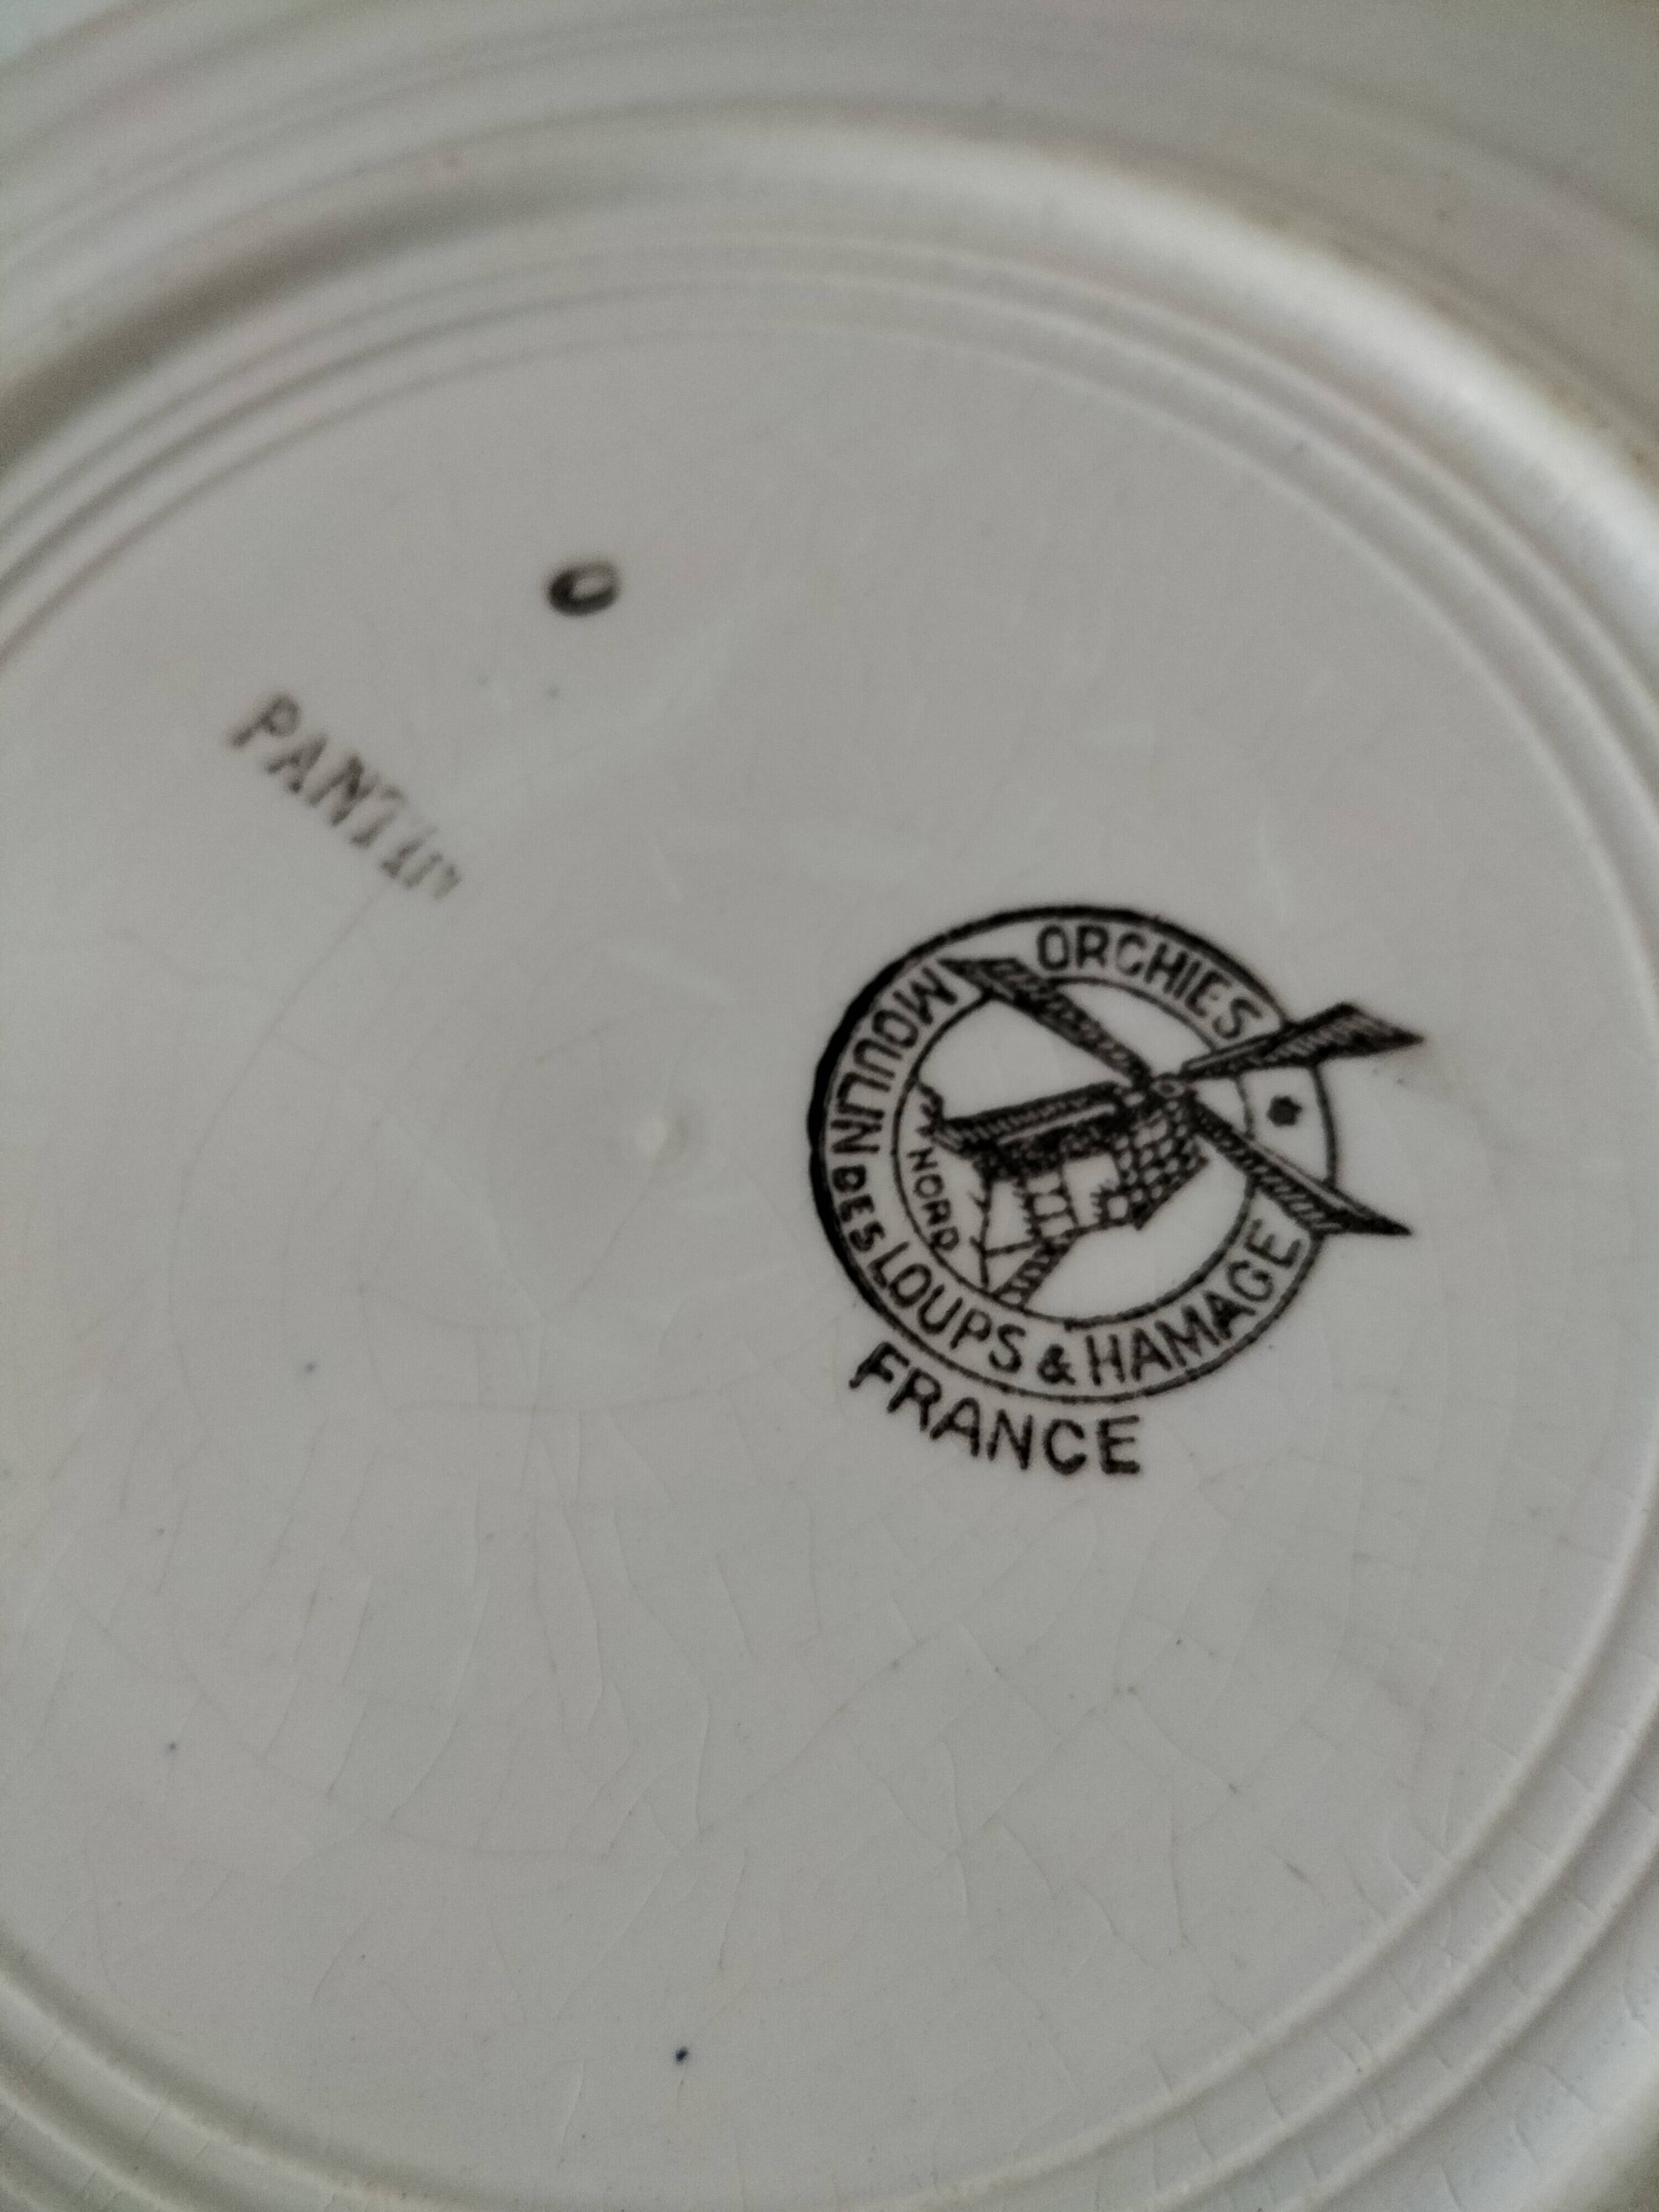 O
PANTIN
ORCHIES
MOULIN DES LOUPS & HAMAGE
NORD
FRANCE